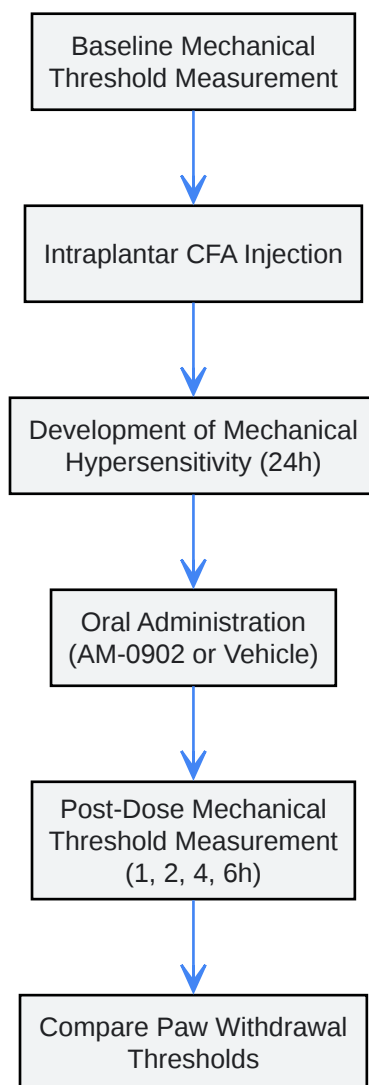 Baseline Mechanical
Threshold Measurement
Intraplantar CFA Injection
Development of Mechanical
Hypersensitivity (24h)
Oral Administration
(AM-0902 or Vehicle)
Post-Dose Mechanical
Threshold Measurement
(1, 2, 4, 6h)
Compare Paw Withdrawal
Thresholds